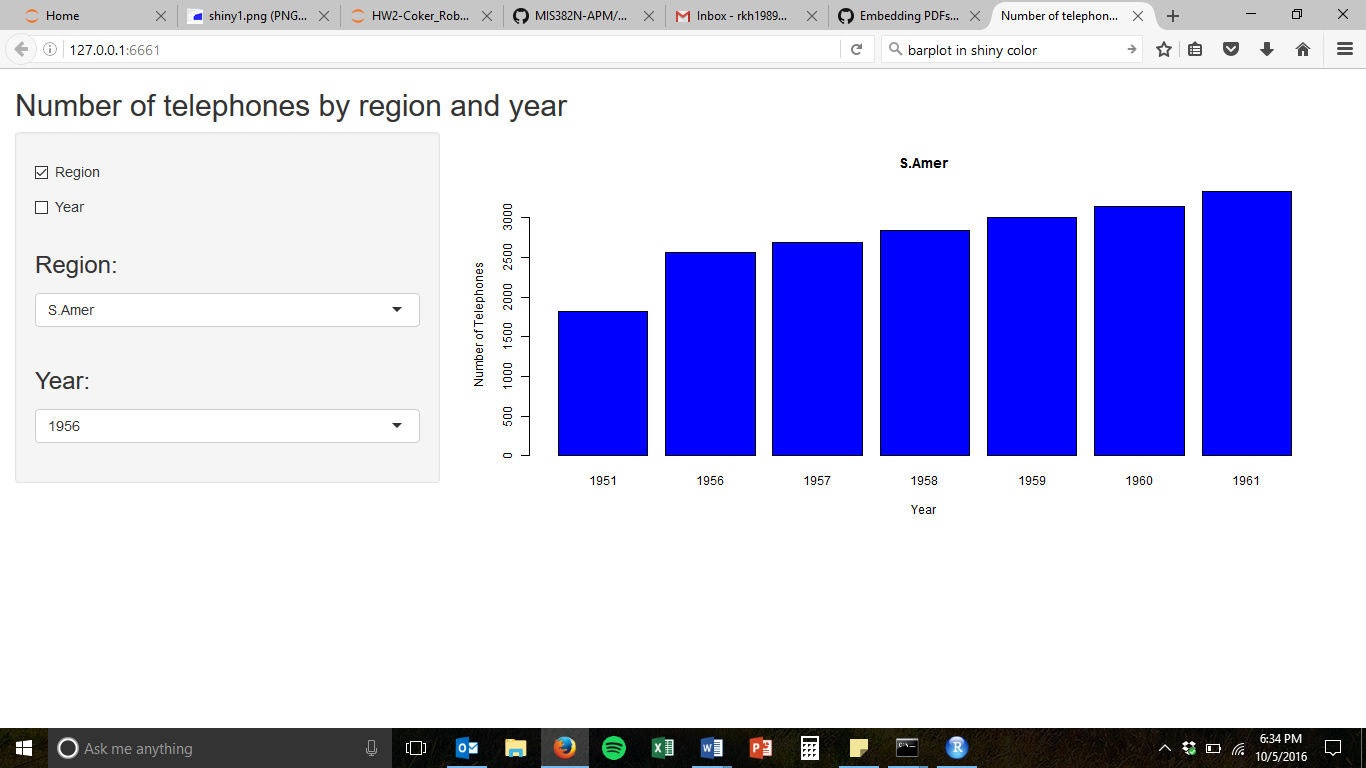 Home
shiny1.png (PNG...
HW2-Coker_Rob...
MIS382N-APM/...
Inbox - rkh1989...
Embedding PDFs...
Number of telephon...
127.0.0.1:6661
barplot in shiny color
Number of telephones by region and year
Region
Year
Region:
S.Amer
Year:
1956
S.Amer
Number of Telephones
3000
2500
2000
1500
1000
500
0
1951 1956 1957 1958 1959 1960 1961
Year
Ask me anything
6:34 PM
10/5/2016